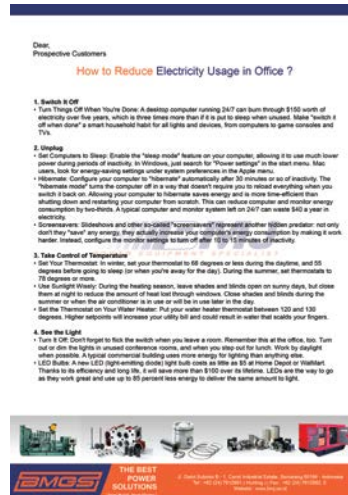 Dear,
Prospective Customers
How to Reduce Electricity Usage in Office ?
1. Switch It Off
• Turn Things Off When You're Done: A desktop computer running 24/7 can burn through $150 worth of
electricity over five years, which is three times more than if it is put to sleep when unused. Make "switch it
off when done" a smart household habit for all lights and devices, from computers to game consoles and
TVs.
2. Unplug
• Set Computers to Sleep: Enable the "sleep mode" feature on your computer, allowing it to use much lower
power during periods of inactivity. In Windows, just search for "Power settings" in the start menu. Mac
users, look for energy-saving settings under system preferences in the Apple menu.
• Hibernate: Configure your computer to "hibernate" automatically after 30 minutes or so of inactivity. The
"hibernate mode" turns the computer off in a way that doesn't require you to reload everything when you
switch it back on. Allowing your computer to hibernate saves energy and is more time-efficient than
shutting down and restarting your computer from scratch. This can reduce computer and monitor energy
consumption by two-thirds. A typical computer and monitor system left on 24/7 can waste $40 a year in
electricity.
• Screensavers: Slideshows and other so-called "screensavers" represent another hidden predator: not only
don't they "save" any energy, they actually increase your computer's energy consumption by making it work
harder. Instead, configure the monitor settings to turn off after 10 to 15 minutes of inactivity.
3. Take Control of Temperature
• Set Your Thermostat: In winter, set your thermostat to 68 degrees or less during the daytime, and 55
degrees before going to sleep (or when you're away for the day). During the summer, set thermostats to
78 degrees or more.
• Use Sunlight Wisely: During the heating season, leave shades and blinds open on sunny days, but close
them at night to reduce the amount of heat lost through windows. Close shades and blinds during the
summer or when the air conditioner is in use or will be in use later in the day.
• Set the Thermostat on Your Water Heater: Put your water heater thermostat between 120 and 130
degrees. Higher setpoints will increase your utility bill and could result in water that scalds your fingers.
4. See the Light
• Turn It Off: Don't forget to flick the switch when you leave a room. Remember this at the office, too. Turn
out or dim the lights in unused conference rooms, and when you step out for lunch. Work by daylight
when possible. A typical commercial building uses more energy for lighting than anything else.
• LED Bulbs: A new LED (light-emitting diode) light bulb costs as little as $5 at Home Depot or WalMart.
Thanks to its efficiency and long life, it will save more than $100 over its lifetime. LEDs are the way to go
as they work great and use up to 85 percent less energy to deliver the same amount to light.
BMGS
THE BEST
POWER
SOLUTIONS